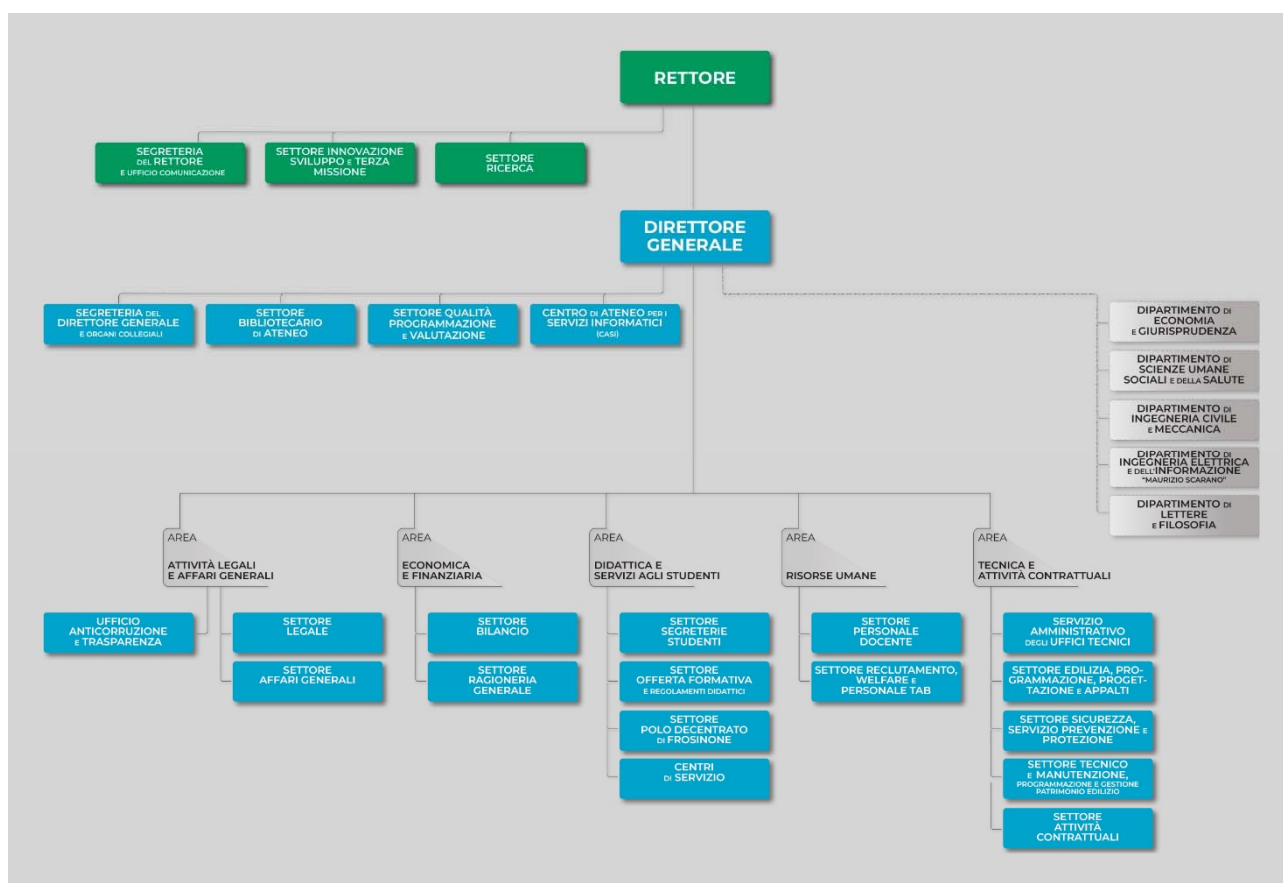 RETTORE
SEGRETERIA
DEL RETTORE
E UFFICIO COMUNICAZIONE
SETTORE INNOVAZIONE
SVILUPPO E TERZA
MISSIONE
SETTORE
RICERCA
DIRETTORE
GENERALE
SEGRETERIA DEL
DIRETTORE GENERALE
E ORGANI COLLEGIALI
SETTORE
BIBLIOTECARIO
DI ATENEO
SETTORE QUALITÀ
PROGRAMMAZIONE
E VALUTAZIONE
CENTRO DI ATENEO PER I
SERVIZI INFORMATICI
(CASI)
DIPARTIMENTO DI
ECONOMIA
E GIURISPRUDENZA
DIPARTIMENTO DI
SCIENZE UMANE
SOCIALI E DELLA SALUTE
DIPARTIMENTO DI
INGEGNERIA CIVILE
E MECCANICA
DIPARTIMENTO DI
INGEGNERIA ELETTRICA
E DELL'INFORMAZIONE
"MAURIZIO SCARANO"
DIPARTIMENTO DI
LETTERE
E FILOSOFIA
AREA
ATTIVITÀ LEGALI
E AFFARI GENERALI
UFFICIO
ANTICORRUZIONE
E TRASPARENZA
SETTORE
LEGALE
SETTORE
AFFARI GENERALI
AREA
ECONOMICA
E FINANZIARIA
SETTORE
BILANCIO
SETTORE
RAGIONERIA
GENERALE
AREA
DIDATTICA E
SERVIZI AGLI STUDENTI
SETTORE
SEGRETERIE
STUDENTI
SETTORE
OFFERTA FORMATIVA
E REGOLAMENTI DIDATTICI
SETTORE
POLO DECENTRATO
DI FROSINONE
CENTRI
DI SERVIZIO
AREA
RISORSE UMANE
SETTORE
PERSONALE
DOCENTE
SETTORE RECLUTAMENTO,
WELFARE E
PERSONALE TAB
AREA
TECNICA E
ATTIVITÀ CONTRATTUALI
SERVIZIO
AMMINISTRATIVO
DEGLI UFFICI TECNICI
SETTORE EDILIZIA, PRO-
GRAMMAZIONE, PROGET-
TAZIONE E APPALTI
SETTORE SICUREZZA,
SERVIZIO PREVENZIONE E
PROTEZIONE
SETTORE TECNICO
E MANUTENZIONE,
PROGRAMMAZIONE E GESTIONE
PATRIMONIO EDILIZIO
SETTORE
ATTIVITÀ
CONTRATTUALI